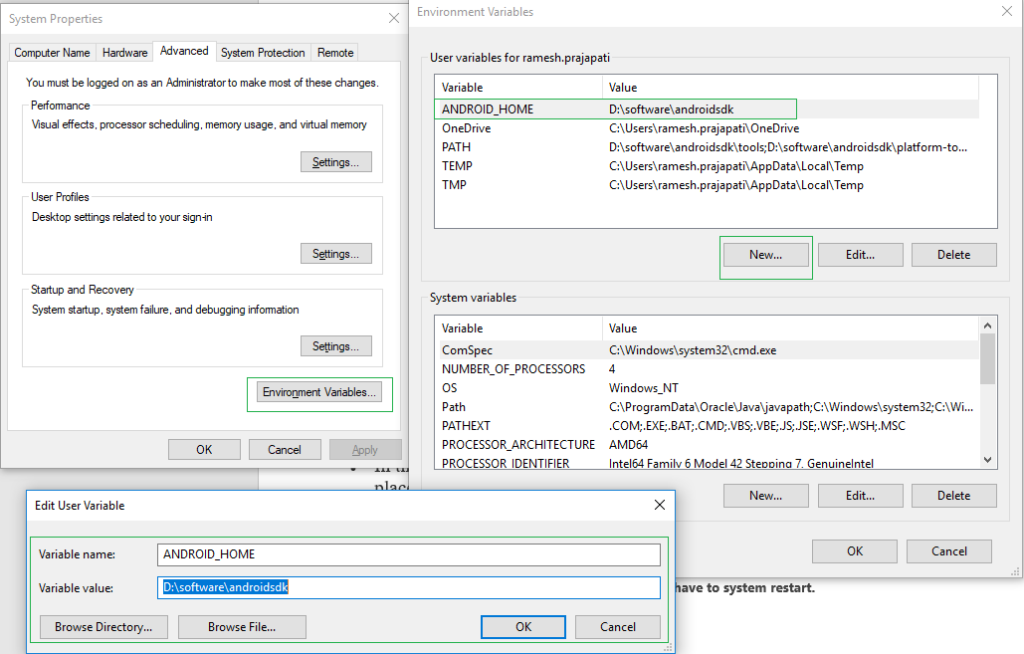 System Properties
Computer Name Hardware Advanced System Protection Remote
You must be logged on as an Administrator to make most of these changes.
Performance
Visual effects, processor scheduling, memory usage, and virtual memory
Settings...
User Profiles
Desktop settings related to your sign-in
Settings...
Startup and Recovery
System startup, system failure, and debugging information
Settings...
Environment Variables...
OK Cancel Apply
Environment Variables
User variables for ramesh.prajapati
Variable Value
ANDROID_HOME D:\software\androidsdk
OneDrive C:\Users\ramesh.prajapati\OneDrive
PATH D:\software\androidsdk\tools;D:\software\androidsdk\platform-to...
TEMP C:\Users\ramesh.prajapati\AppData\Local\Temp
TMP C:\Users\ramesh.prajapati\AppData\Local\Temp
New... Edit... Delete
System variables
Variable Value
ComSpec C:\Windows\system32\cmd.exe
NUMBER_OF_PROCESSORS 4
OS Windows_NT
Path C:\ProgramData\Oracle\Java\javapath;C:\Windows\system32;C:\Wi...
PATHEXT .COM;.EXE;.BAT;.CMD;.VBS;.VBE;.JS;.JSE;.WSF;.WSH;.MSC
PROCESSOR_ARCHITECTURE AMD64
PROCESSOR_IDENTIFIER Intel64 Family 6 Model 42 Stepping 7, GenuineIntel
New... Edit... Delete
OK Cancel
Edit User Variable
Variable name: ANDROID_HOME
Variable value: D:\software\androidsdk
Browse Directory... Browse File... OK Cancel
have to system restart.